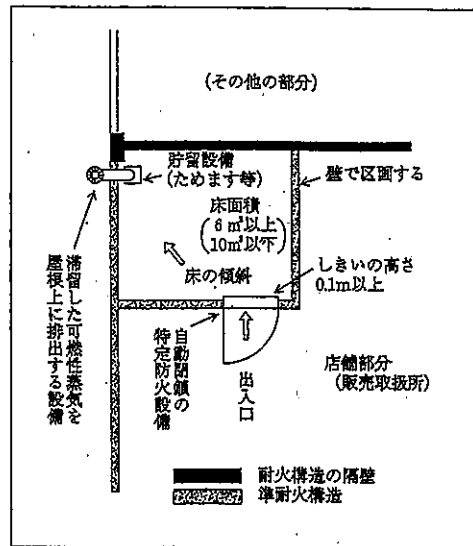 (その他の部分)
貯留設備
(ためます等)
壁で区画する
床面積
6㎡以上
10㎡以下
床の傾斜
しきいの高さ
0.1m以上
滞留した可燃性蒸気を
屋根上に排出する設備
自動閉鎖の
特定防火設備
出入口
店舗部分
(販売取扱所)
耐火構造の隔壁
準耐火構造